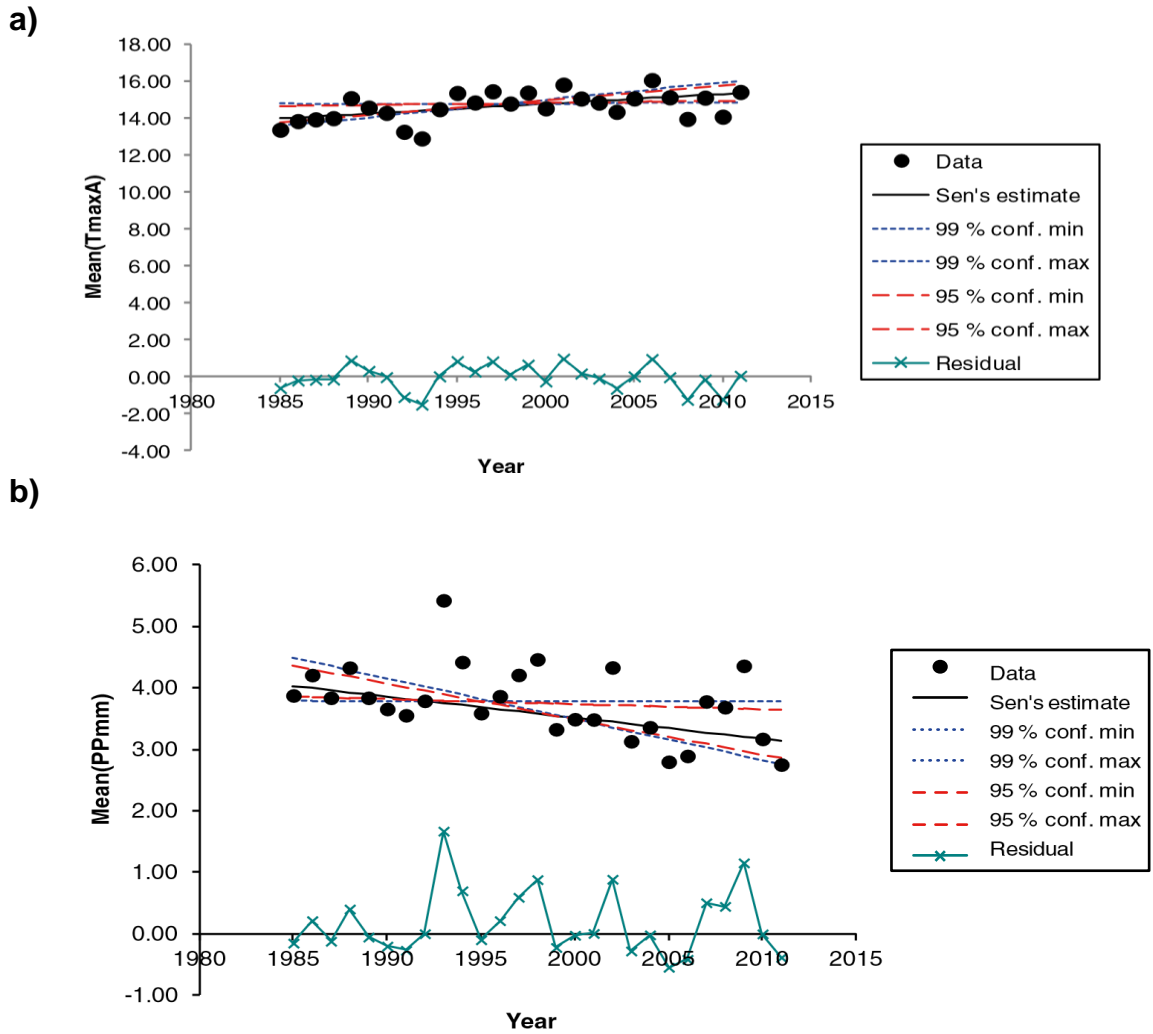 a)
18.00
16.00
14.00
12.00
10.00
8.00
6.00
4.00
2.00
0.00
-2.00
-4.00
Mean(TmaxA)
1980 1985 1990 1995 2000 2005 2010 2015
Year
Data
Sen's estimate
99 % conf. min
99 % conf. max
95 % conf. min
95 % conf. max
Residual
b)
6.00
5.00
4.00
3.00
2.00
1.00
0.00
-1.00
Mean(PPmm)
1980 1985 1990 1995 2000 2005 2010 2015
Year
Data
Sen's estimate
99 % conf. min
99 % conf. max
95 % conf. min
95 % conf. max
Residual